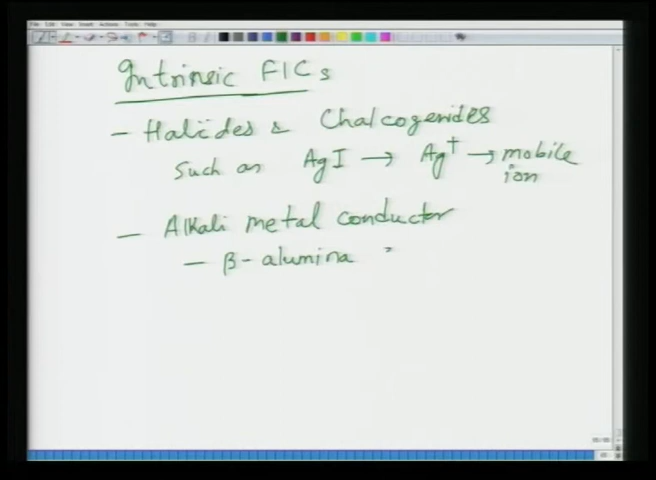 Intrinsic FICs
- Halides & Chalcogenides
such as AgI → Ag+ → mobile
ion
- Alkali metal conductor
- β-alumina